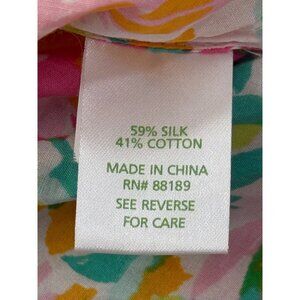 59% SILK
41% COTTON
MADE IN CHINA
RN# 88189
SEE REVERSE
FOR CARE